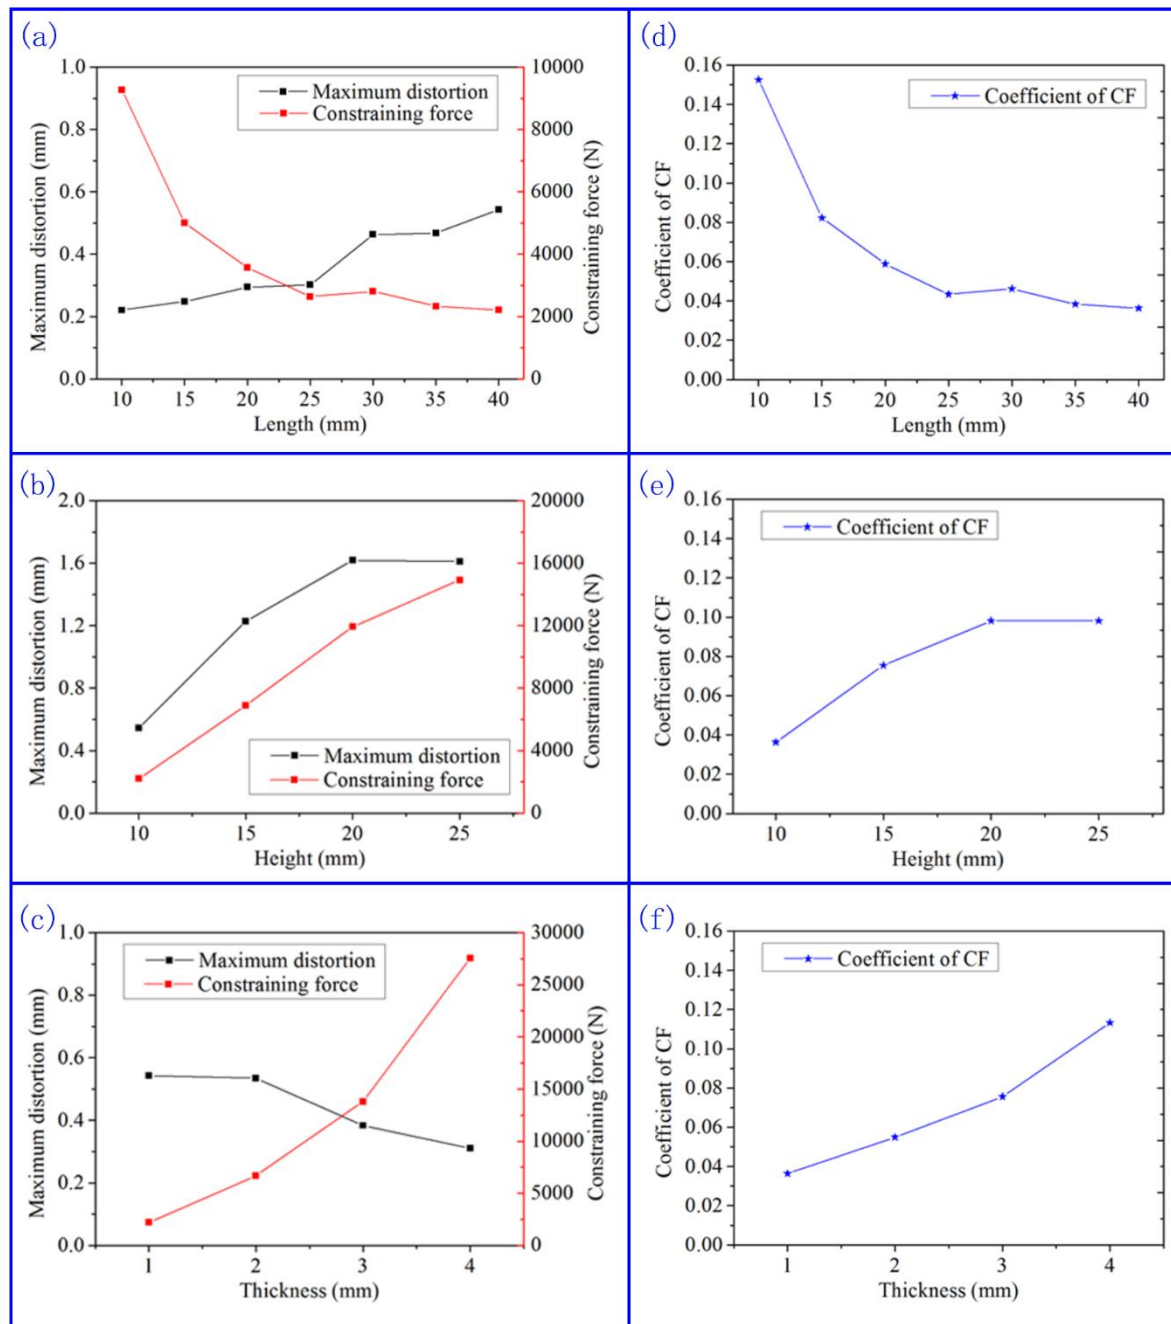 (a)
1.0
0.8
0.6
0.4
0.2
0.0
Maximum distortion (mm)
Maximum distortion
Constraining force
10000
8000
6000
4000
2000
0
Constraining force (N)
10 15 20 25 30 35 40
Length (mm)
(d)
0.16
0.14
0.12
0.10
0.08
0.06
0.04
0.02
0.00
Coefficient of CF
Coefficient of CF
10 15 20 25 30 35 40
Length (mm)
(b)
2.0
1.6
1.2
0.8
0.4
0.0
Maximum distortion (mm)
Maximum distortion
Constraining force
20000
16000
12000
8000
4000
0
Constraining force (N)
10 15 20 25
Height (mm)
(e)
0.16
0.14
0.12
0.10
0.08
0.06
0.04
0.02
0.00
Coefficient of CF
Coefficient of CF
10 15 20 25
Height (mm)
(c)
1.0
0.8
0.6
0.4
0.2
0.0
Maximum distortion (mm)
Maximum distortion
Constraining force
30000
25000
20000
15000
10000
5000
0
Constraining force (N)
1 2 3 4
Thickness (mm)
(f)
0.16
0.14
0.12
0.10
0.08
0.06
0.04
0.02
0.00
Coefficient of CF
Coefficient of CF
1 2 3 4
Thickness (mm)